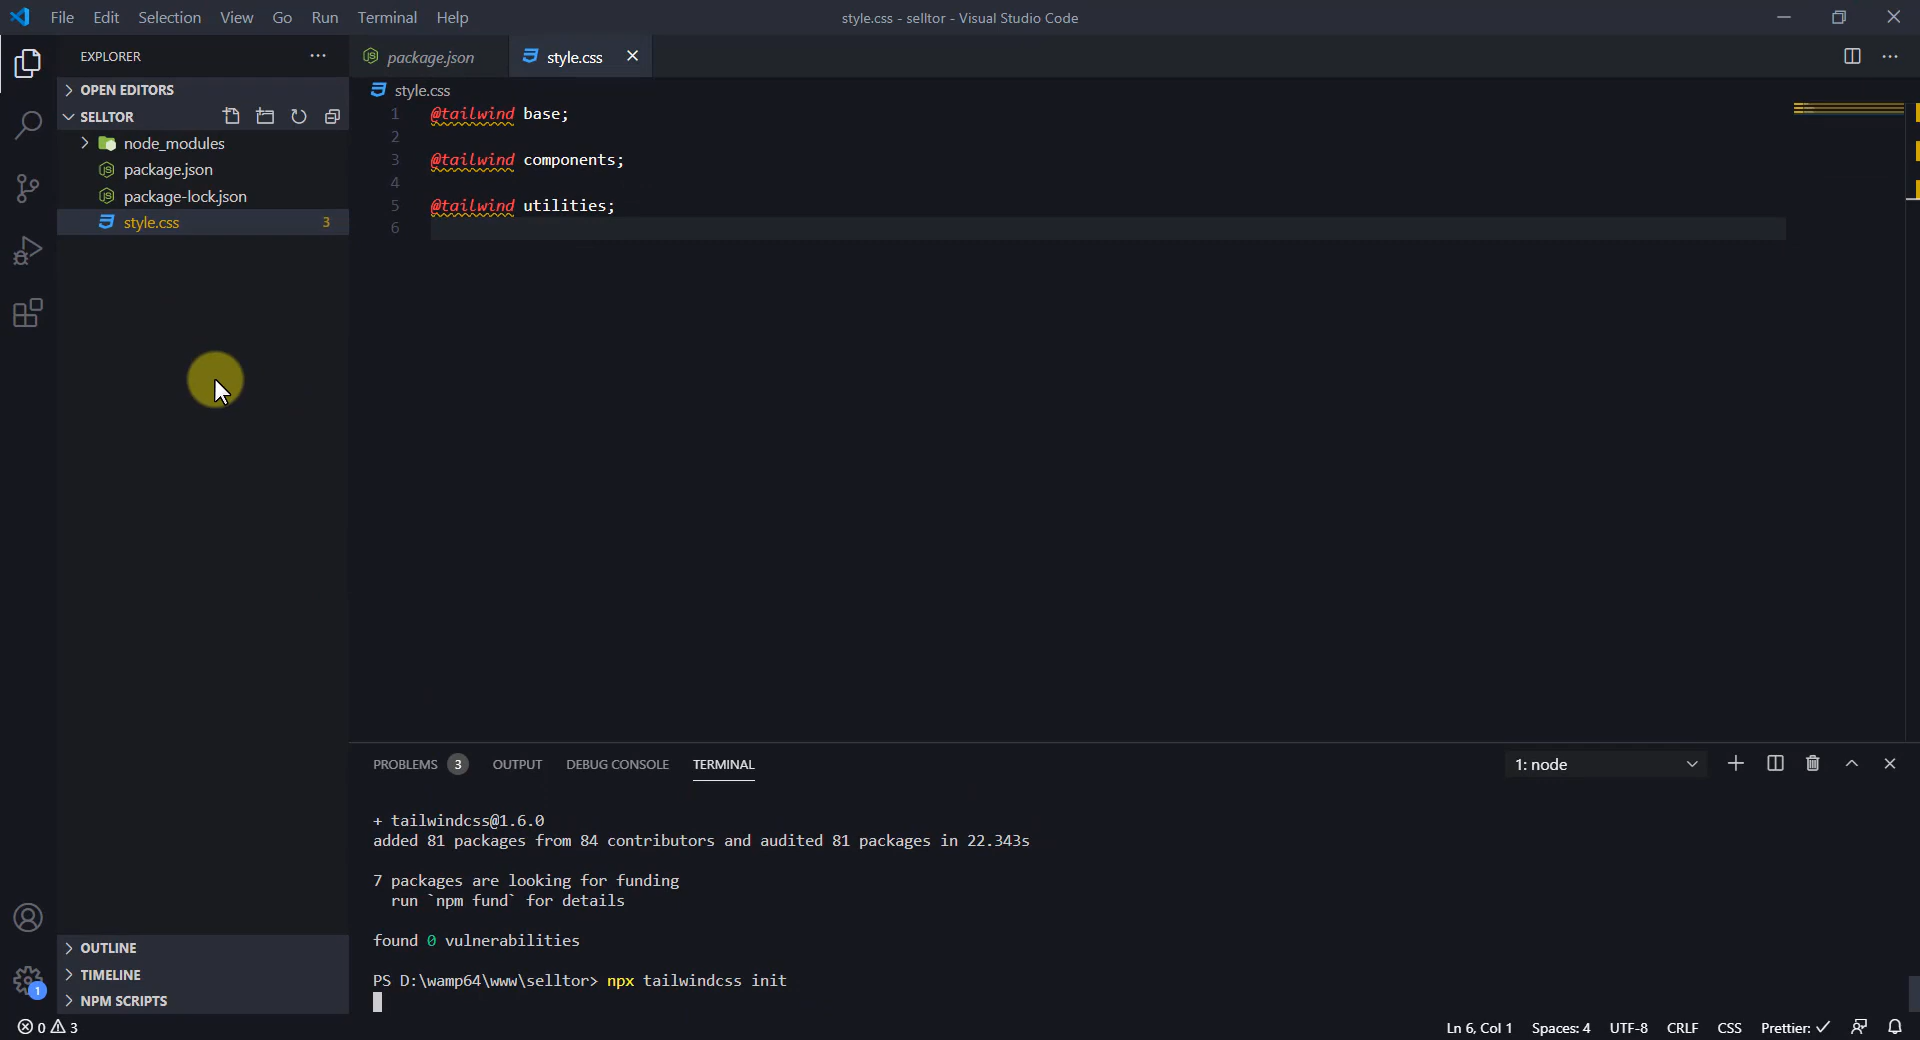 File Edit Selection View Go Run Terminal Help
style.css - selltor - Visual Studio Code
EXPLORER
OPEN EDITORS
SELLTOR
node_modules
package.json
package-lock.json
style.css 3
package.json
style.css
style.css
1 @tailwind base;
2
3 @tailwind components;
4
5 @tailwind utilities;
6
PROBLEMS 3 OUTPUT DEBUG CONSOLE TERMINAL
1: node
+ tailwindcss@1.6.0
added 81 packages from 84 contributors and audited 81 packages in 22.343s
7 packages are looking for funding
run `npm fund` for details
found 0 vulnerabilities
PS D:\wamp64\www\selltor> npx tailwindcss init
OUTLINE
TIMELINE
NPM SCRIPTS
1
0 3
Ln 6, Col 1 Spaces: 4 UTF-8 CRLF CSS Prettier: ✓